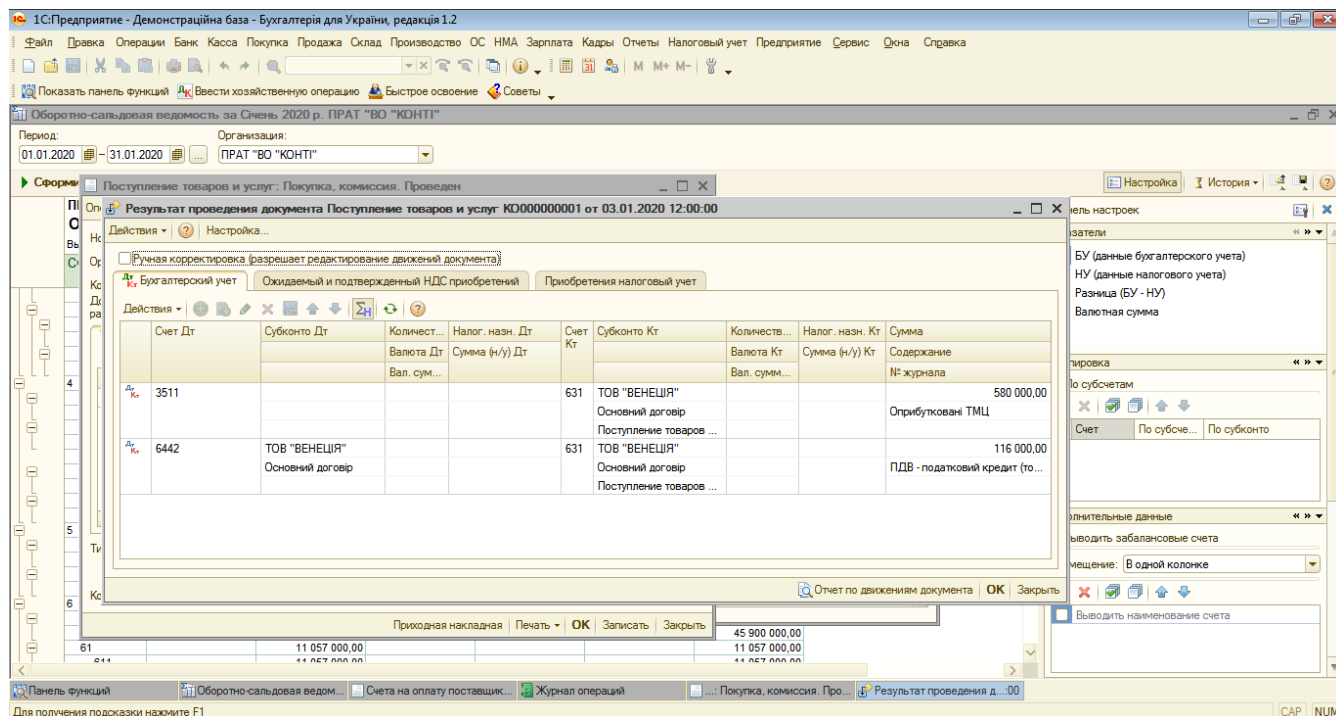 1С:Предприятие - Демонстраційна база - Бухгалтерія для України, редакція 1.2
Файл Правка Операции Банк Касса Покупка Продажа Склад Производство ОС НМА Зарплата Кадры Отчеты Налоговый учет Предприятие Сервис Окна Справка
M M+ M-
Показать панель функций Ввести хозяйственную операцию Быстрое освоение Советы
Оборотно-сальдовая ведомость за Січень 2020 р. ПРАТ "ВО "КОНТІ"
Период: Организация:
01.01.2020 – 31.01.2020 ... ПРАТ "ВО "КОНТІ"
Сформи Настройка История
Поступление товаров и услуг: Покупка, комиссия. Проведен
Результат проведения документа Поступление товаров и услуг КО000000001 от 03.01.2020 12:00:00
нель настроек
Действия Настройка...
затели
Ручная корректировка (разрешает редактирование движений документа)
БУ (данные бухгалтерского учета)
НУ (данные налогового учета)
Разница (БУ - НУ)
Валютная сумма
Бухгалтерский учет Ожидаемый и подтвержденный НДС приобретений Приобретения налоговый учет
Действия
Счет Дт Субконто Дт Количест... Налог. назн. Дт Счет Кт Субконто Кт Количеств... Налог. назн. Кт Сумма
Валюта Дт Сумма (н/у) Дт Валюта Кт Сумма (н/у) Кт Содержание
Вал. сум... Вал. сумм... № журнала
пировка
По субсчетам
3511 631 ТОВ "ВЕНЕЦІЯ" 580 000,00
Основний договір Оприбутковані ТМЦ
Поступление товаров ...
Счет По субсче... По субконто
6442 ТОВ "ВЕНЕЦІЯ" 631 ТОВ "ВЕНЕЦІЯ" 116 000,00
Основний договір Основний договір ПДВ - податковий кредит (то...
Поступление товаров ...
лнительные данные
ыводить забалансовые счета
мещение: В одной колонке
Отчет по движениям документа OK Закрыть
Выводить наименование счета
Приходная накладная Печать OK Записать Закрыть
4
5
6
45 900 000,00
61 11 057 000,00 11 057 000,00
Панель функций Оборотно-сальдовая ведом... Счета на оплату поставщик... Журнал операций ...: Покупка, комиссия. Про... Результат проведения д...:00
Для получения подсказки нажмите F1 CAP NUM